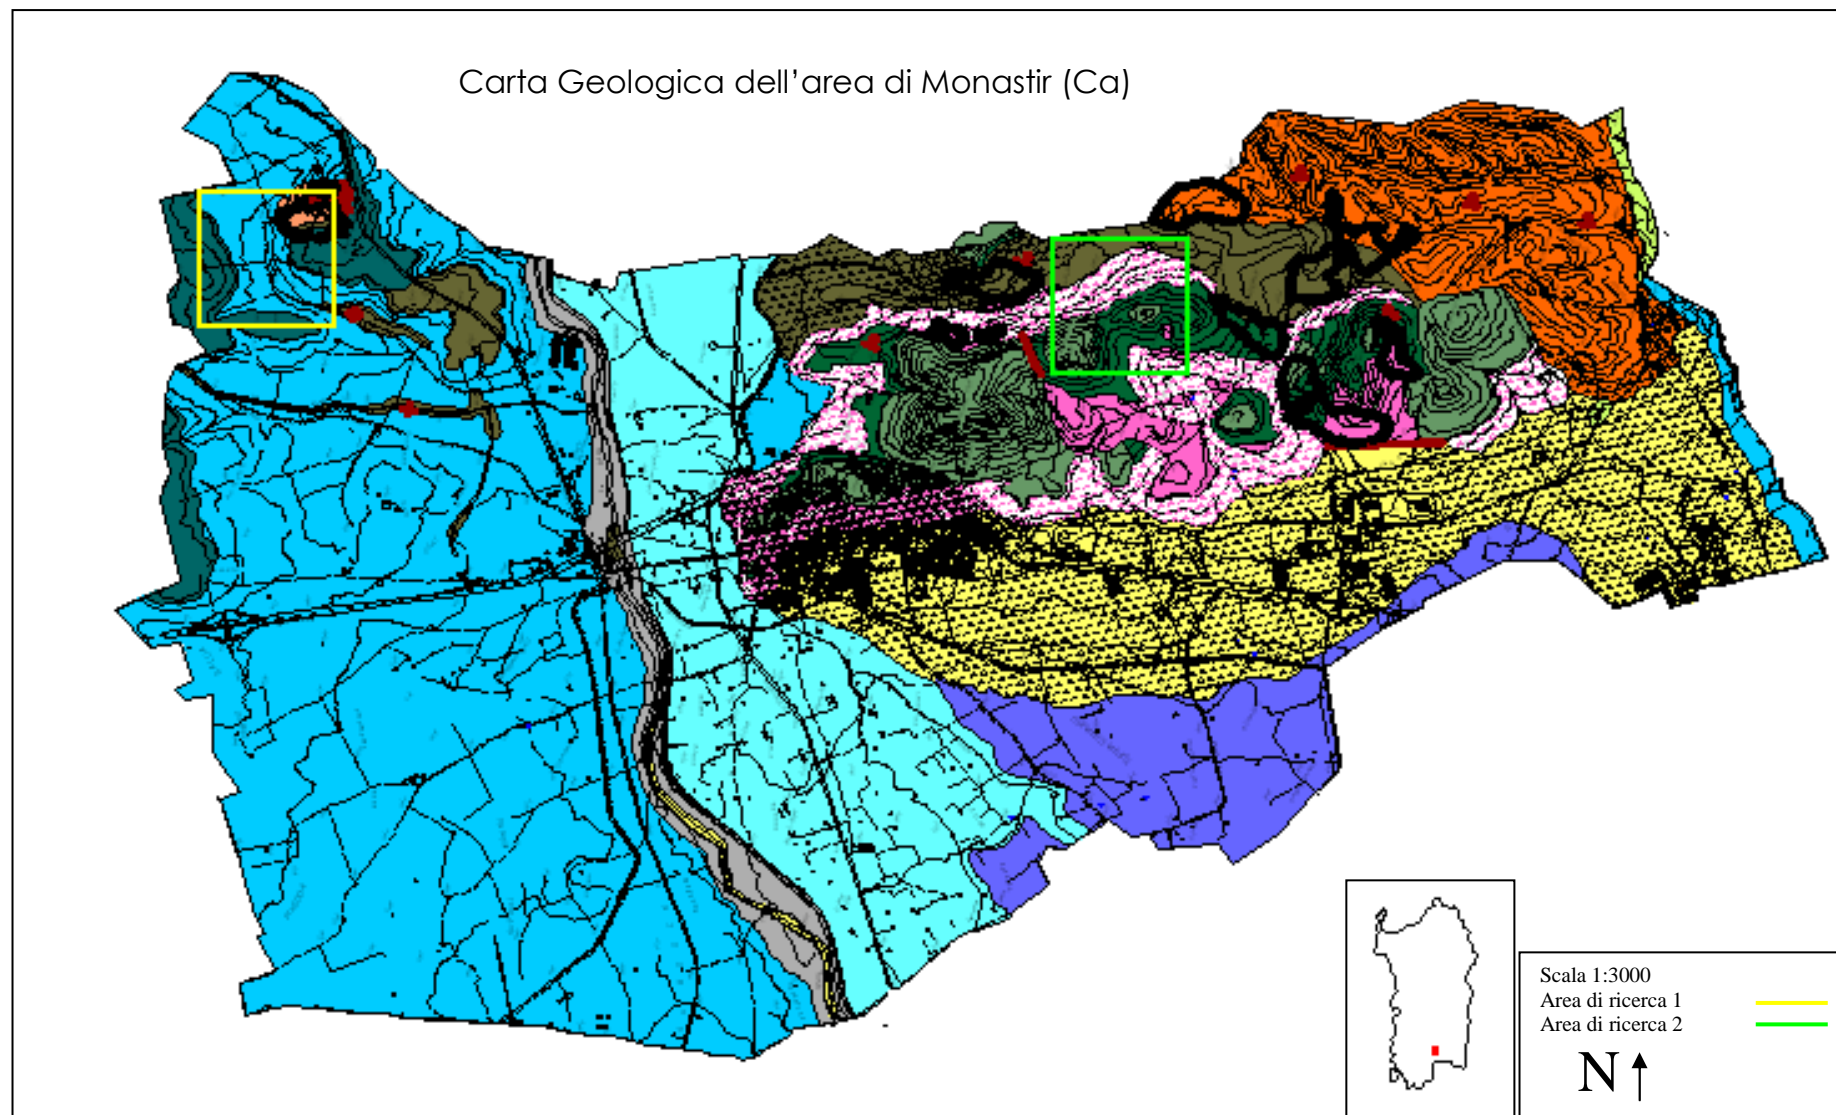 Carta Geologica dell'area di Monastir (Ca)
Scala 1:3000
Area di ricerca 1
Area di ricerca 2
N